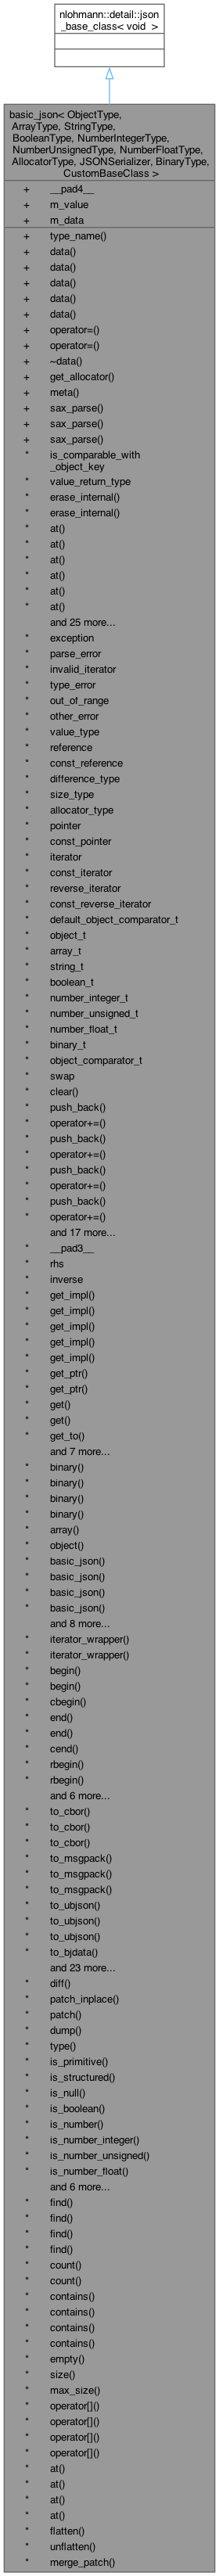 nlohmann::detail::json
_base_class< void  >
basic_json< ObjectType,
ArrayType, StringType,
BooleanType, NumberIntegerType,
NumberUnsignedType, NumberFloatType,
AllocatorType, JSONSerializer, BinaryType,
CustomBaseClass >
+ __pad4__
+ m_value
+ m_data
+ type_name()
+ data()
+ data()
+ data()
+ data()
+ data()
+ operator=()
+ operator=()
+ ~data()
+ get_allocator()
+ meta()
+ sax_parse()
+ sax_parse()
+ sax_parse()
* is_comparable_with
_object_key
* value_return_type
* erase_internal()
* erase_internal()
* at()
* at()
* at()
* at()
* at()
* at()
and 25 more...
* exception
* parse_error
* invalid_iterator
* type_error
* out_of_range
* other_error
* value_type
* reference
* const_reference
* difference_type
* size_type
* allocator_type
* pointer
* const_pointer
* iterator
* const_iterator
* reverse_iterator
* const_reverse_iterator
* default_object_comparator_t
* object_t
* array_t
* string_t
* boolean_t
* number_integer_t
* number_unsigned_t
* number_float_t
* binary_t
* object_comparator_t
* swap
* clear()
* push_back()
* operator+=()
* push_back()
* operator+=()
* push_back()
* operator+=()
* push_back()
* operator+=()
and 17 more...
* __pad3__
* rhs
* inverse
* get_impl()
* get_impl()
* get_impl()
* get_impl()
* get_impl()
* get_ptr()
* get_ptr()
* get()
* get()
* get_to()
and 7 more...
* binary()
* binary()
* binary()
* binary()
* array()
* object()
* basic_json()
* basic_json()
* basic_json()
* basic_json()
and 8 more...
* iterator_wrapper()
* iterator_wrapper()
* begin()
* begin()
* cbegin()
* end()
* end()
* cend()
* rbegin()
* rbegin()
and 6 more...
* to_cbor()
* to_cbor()
* to_cbor()
* to_msgpack()
* to_msgpack()
* to_msgpack()
* to_ubjson()
* to_ubjson()
* to_ubjson()
* to_bjdata()
and 23 more...
* diff()
* patch_inplace()
* patch()
* dump()
* type()
* is_primitive()
* is_structured()
* is_null()
* is_boolean()
* is_number()
* is_number_integer()
* is_number_unsigned()
* is_number_float()
and 6 more...
* find()
* find()
* find()
* find()
* count()
* count()
* contains()
* contains()
* contains()
* contains()
* empty()
* size()
* max_size()
* operator[]()
* operator[]()
* operator[]()
* operator[]()
* at()
* at()
* at()
* at()
* flatten()
* unflatten()
* merge_patch()